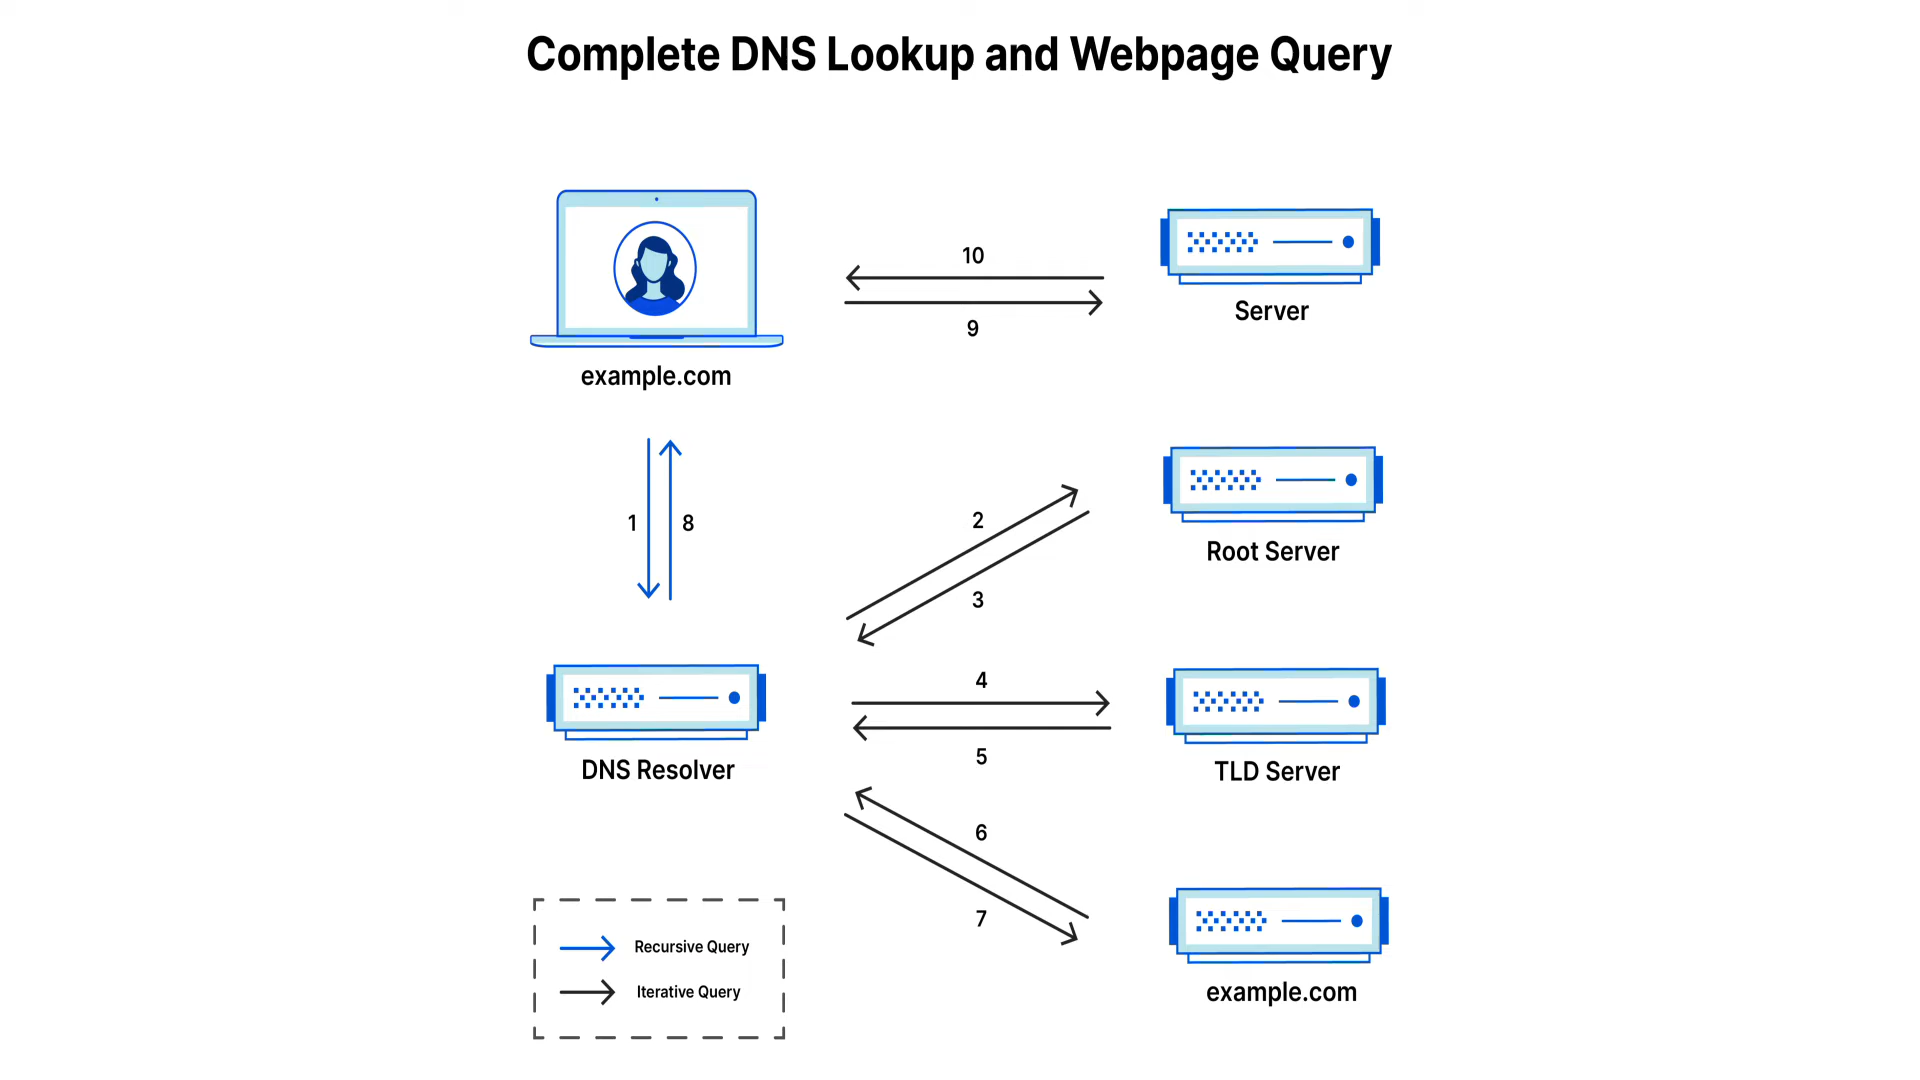 Complete DNS Lookup and Webpage Query
10
9
Server
example.com
1
8
2
3
Root Server
4
5
DNS Resolver
TLD Server
6
7
Recursive Query
Iterative Query
example.com